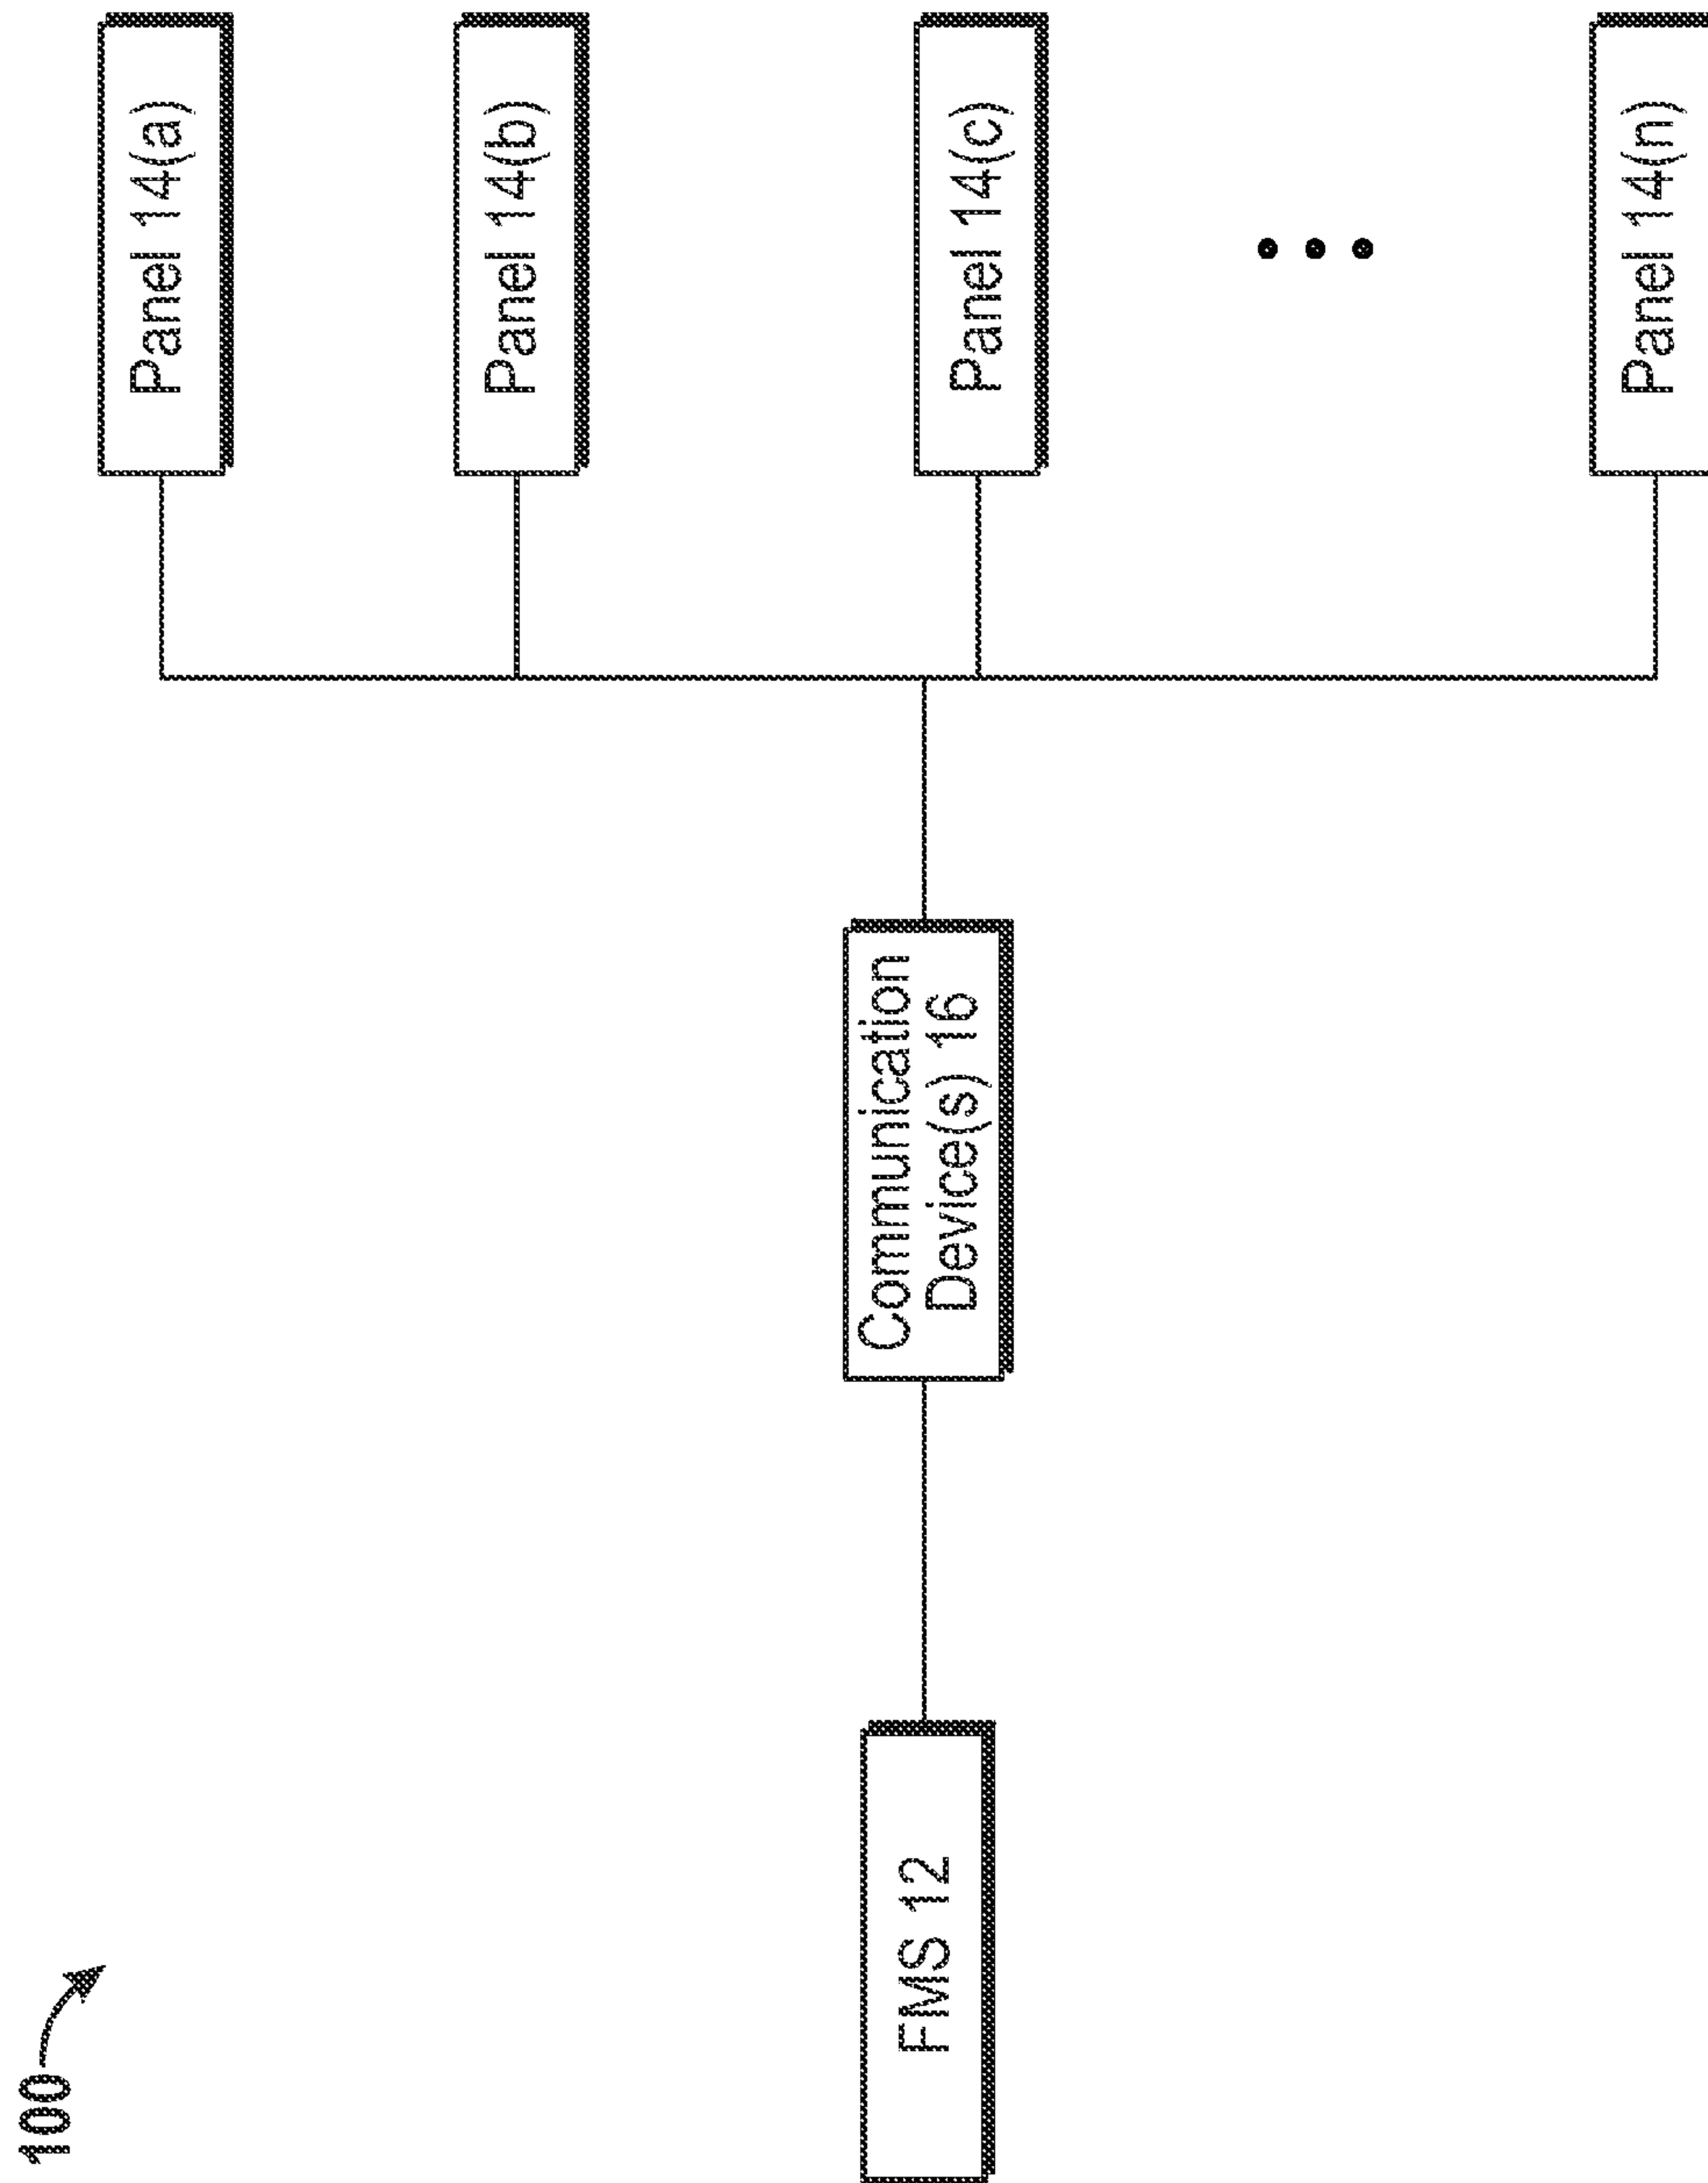 100
FMS 12
Communication
Device(s) 16
Panel 14(a)
Panel 14(b)
Panel 14(c)
Panel 14(n)